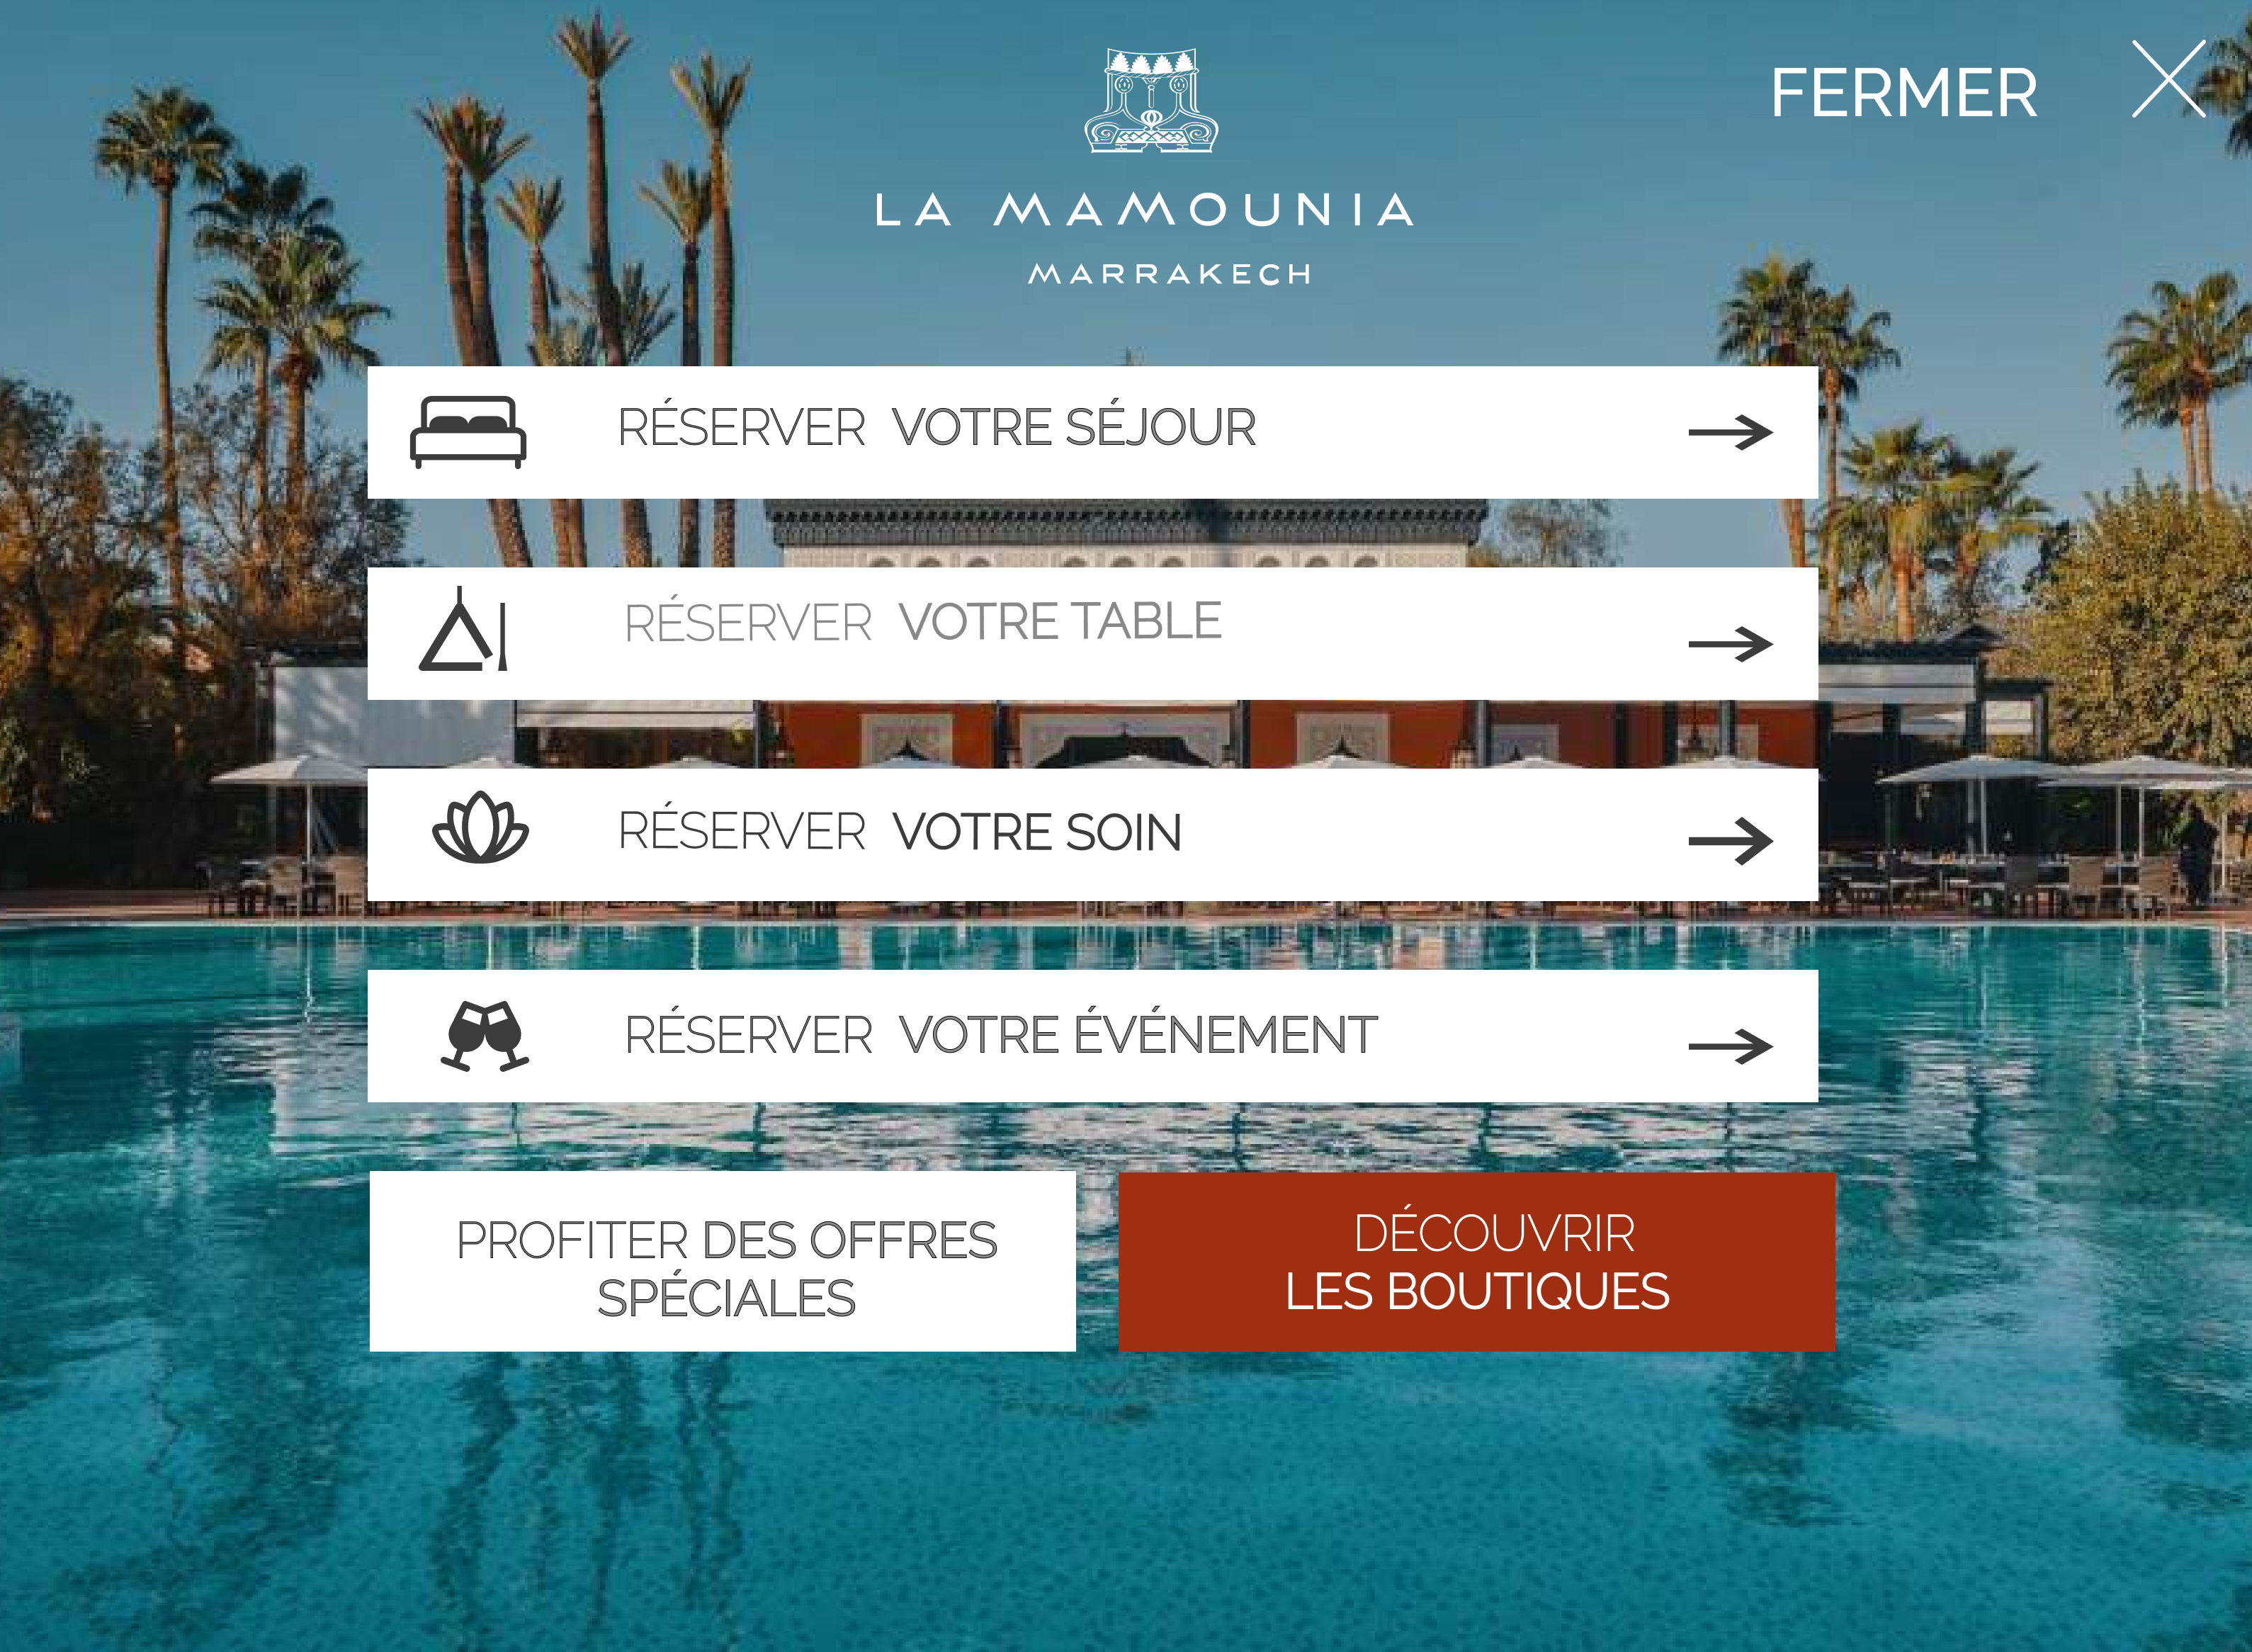 FERMER
LA MAMOUNIA
MARRAKECH
RÉSERVER VOTRE SÉJOUR
RÉSERVER VOTRE TABLE
RÉSERVER VOTRE SOIN
RÉSERVER VOTRE ÉVÉNEMENT
PROFITER DES OFFRES
SPÉCIALES
DÉCOUVRIR
LES BOUTIQUES